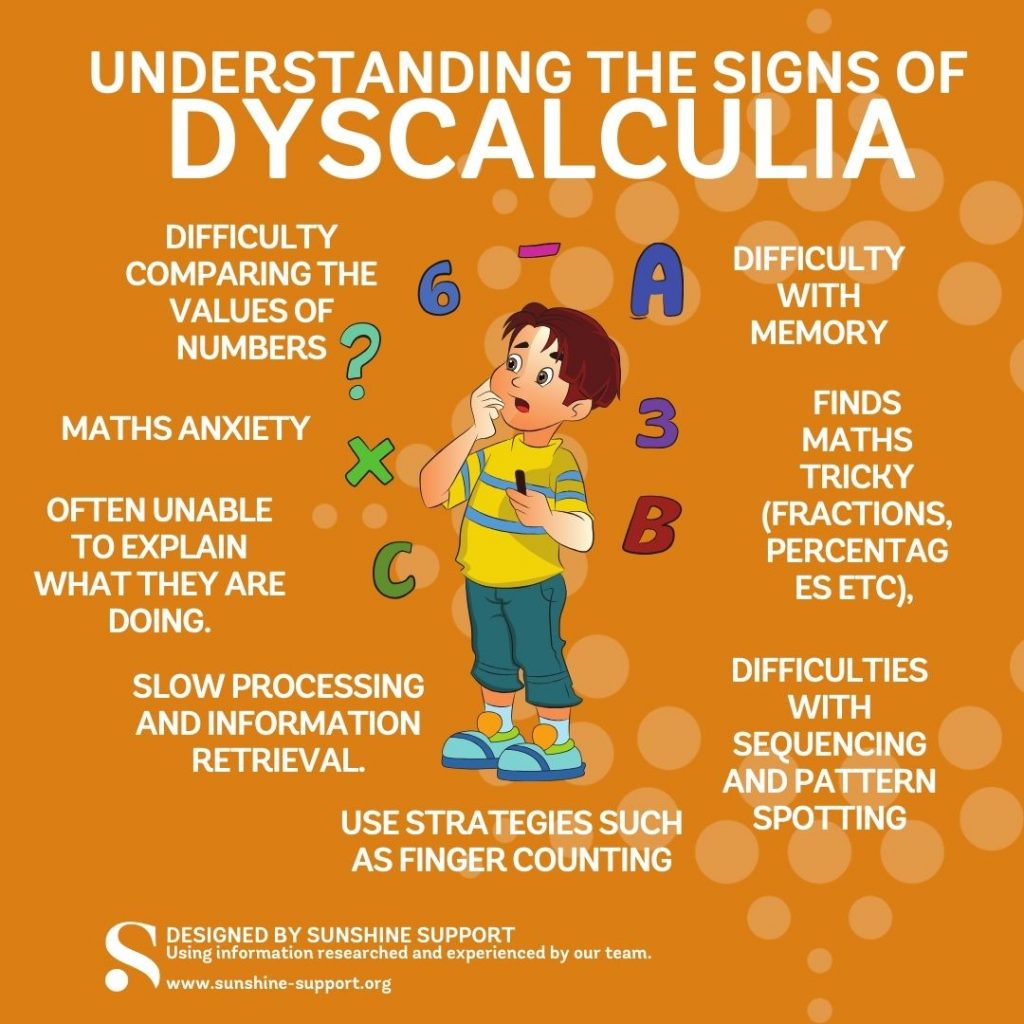 UNDERSTANDING THE SIGNS OF
DYSCALCULIA
DIFFICULTY
COMPARING THE
VALUES OF
NUMBERS
MATHS ANXIETY
OFTEN UNABLE
TO EXPLAIN
WHAT THEY ARE
DOING.
SLOW PROCESSING
AND INFORMATION
RETRIEVAL.
USE STRATEGIES SUCH
AS FINGER COUNTING
6
–
A
?
3
×
B
C
DIFFICULTY
WITH
MEMORY
FINDS
MATHS
TRICKY
(FRACTIONS,
PERCENTAG
ES ETC),
DIFFICULTIES
WITH
SEQUENCING
AND PATTERN
SPOTTING
S
DESIGNED BY SUNSHINE SUPPORT
Using information researched and experienced by our team.
www.sunshine-support.org